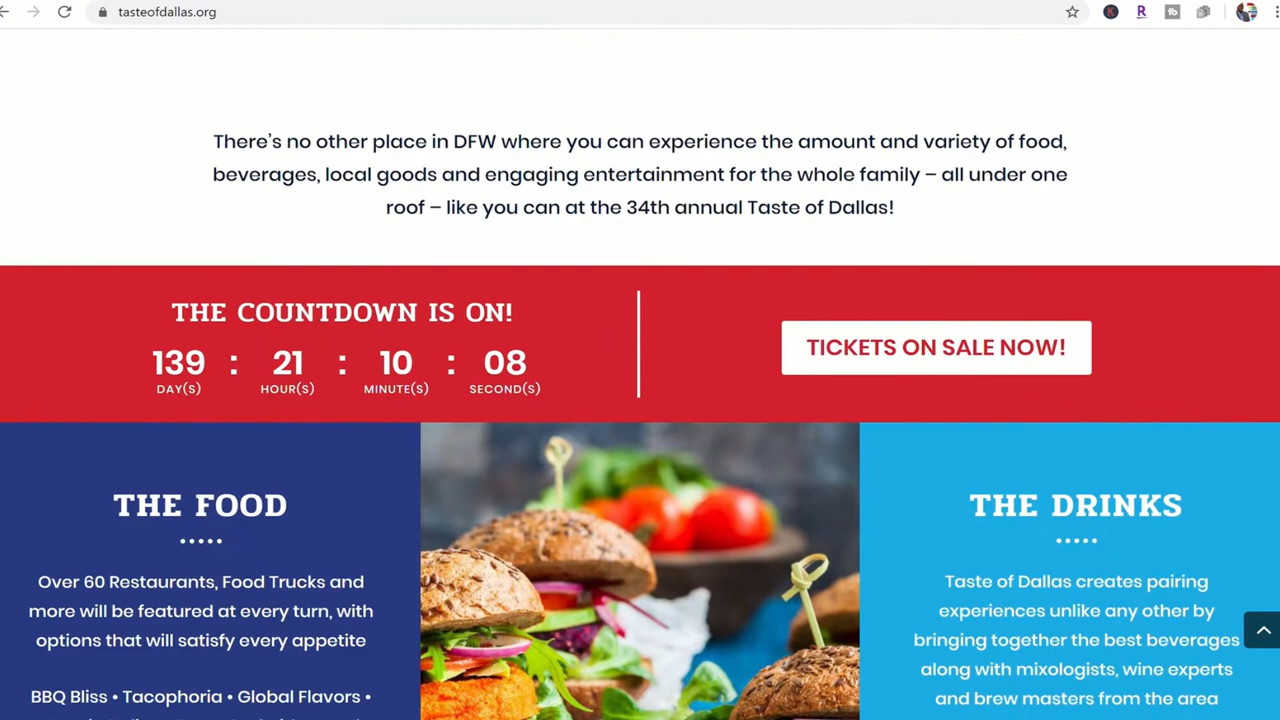 tasteofdallas.org
There's no other place in DFW where you can experience the amount and variety of food,
beverages, local goods and engaging entertainment for the whole family – all under one
roof – like you can at the 34th annual Taste of Dallas!
THE COUNTDOWN IS ON!
139 : 21 : 10 : 08
DAY(S) HOUR(S) MINUTE(S) SECOND(S)
TICKETS ON SALE NOW!
THE FOOD
Over 60 Restaurants, Food Trucks and
more will be featured at every turn, with
options that will satisfy every appetite
BBQ Bliss • Tacophoria • Global Flavors •
THE DRINKS
Taste of Dallas creates pairing
experiences unlike any other by
bringing together the best beverages
along with mixologists, wine experts
and brew masters from the area